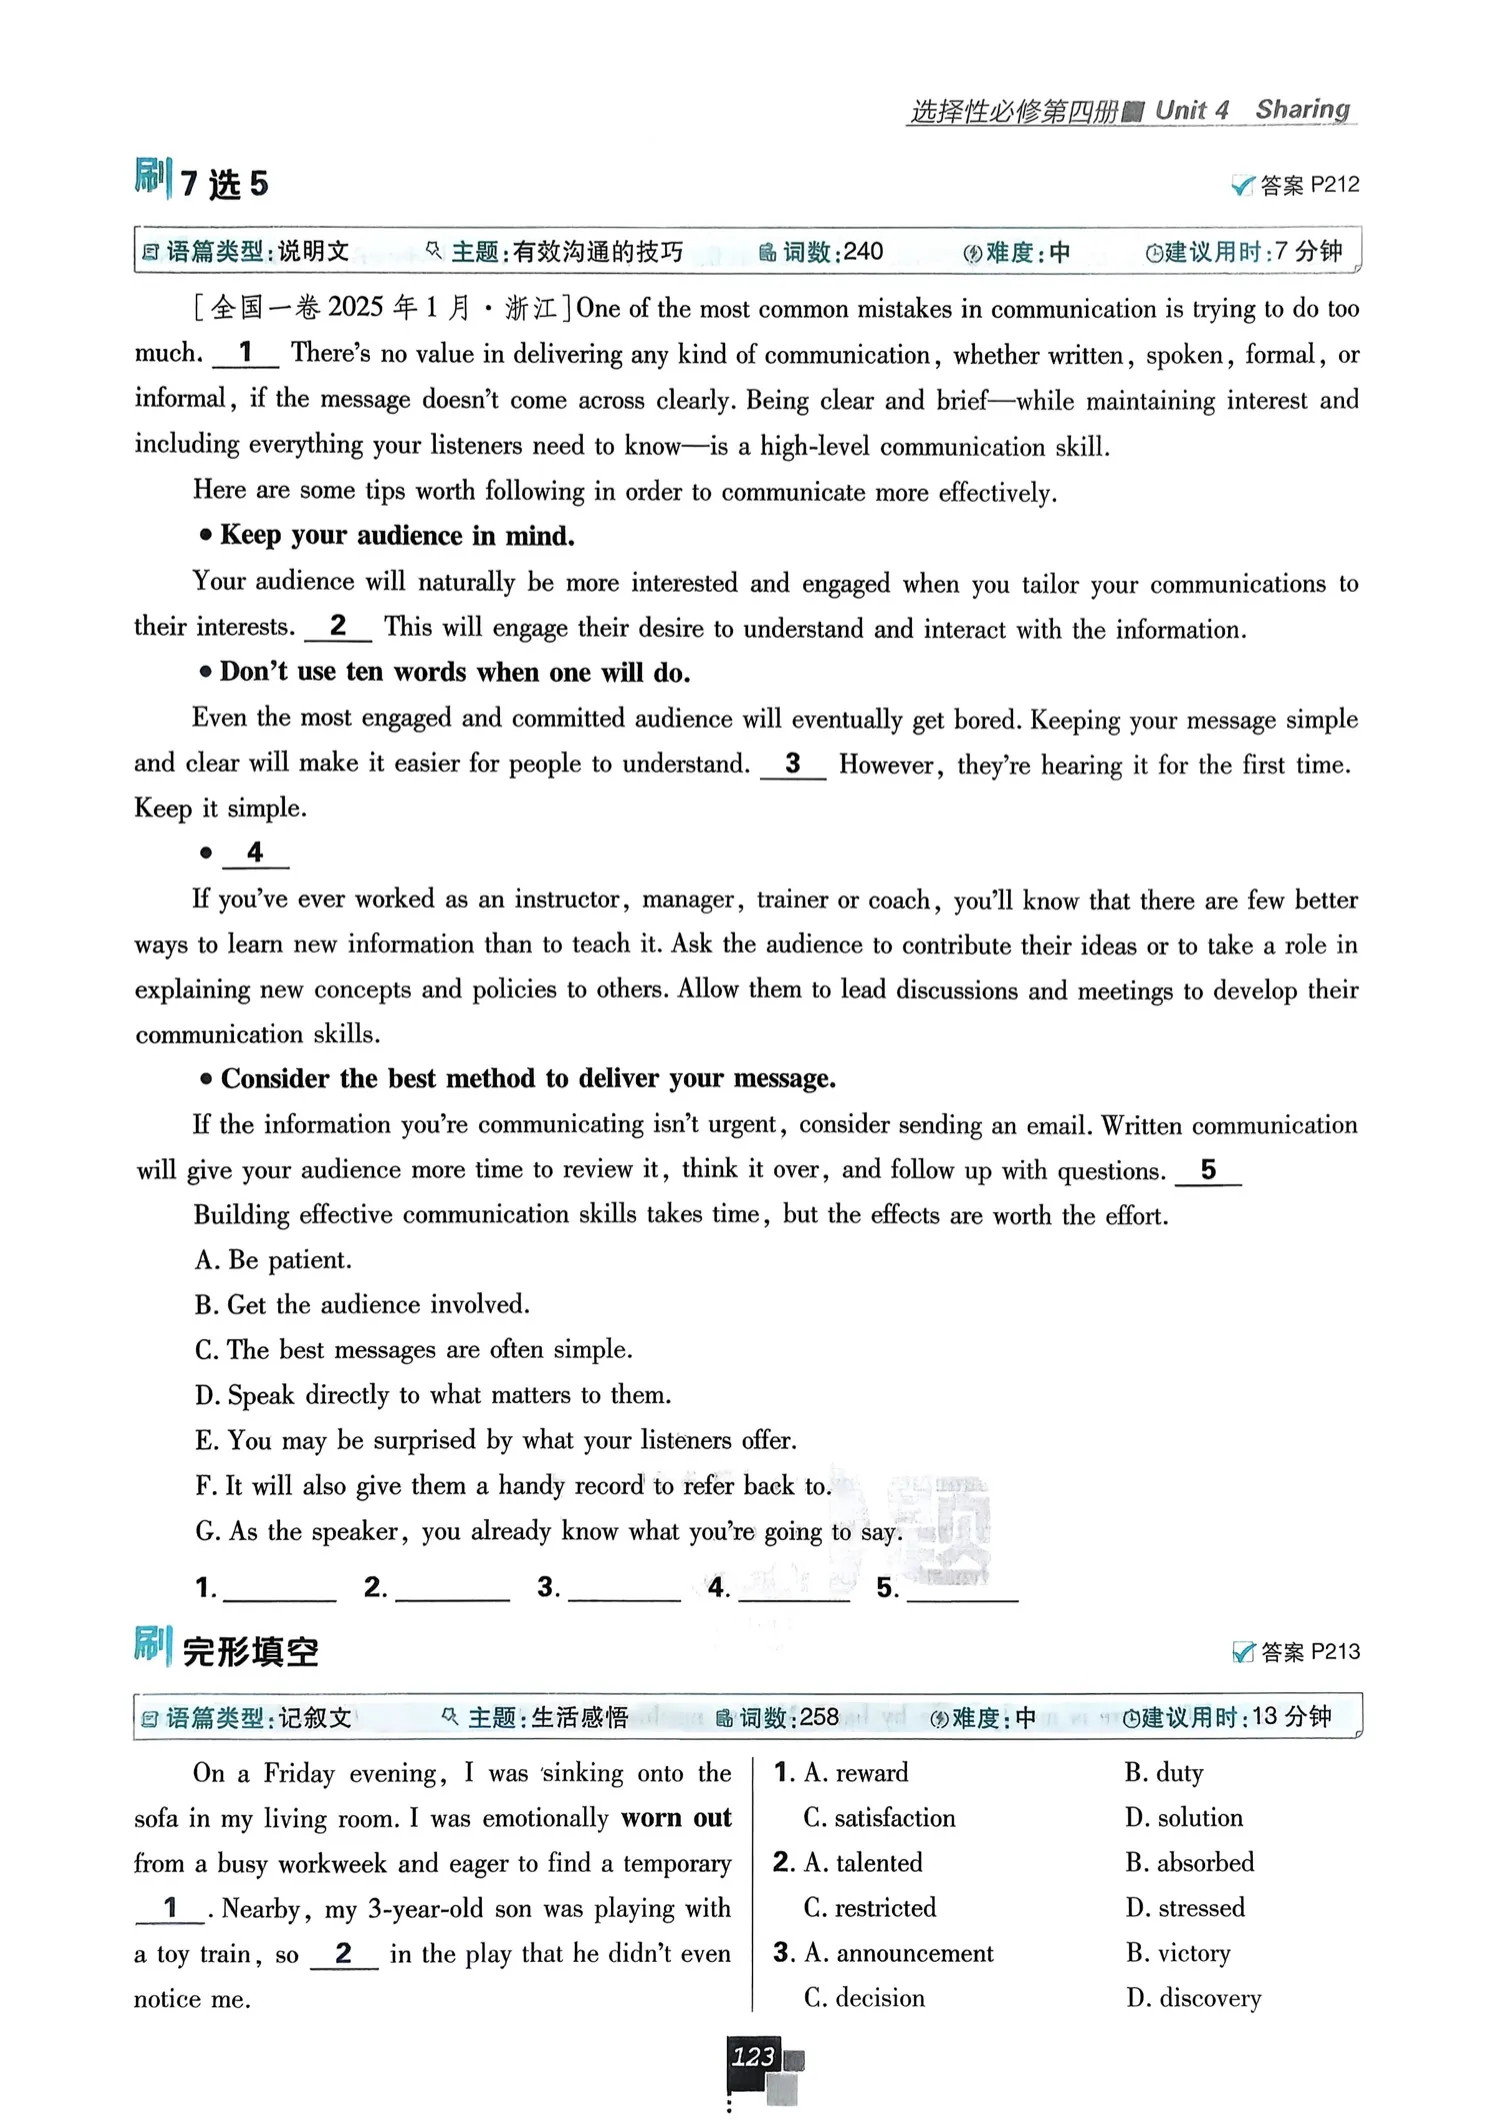 选择性必修第四册 Unit 4 Sharing
刷 7 选 5
答案 P212
语篇类型:说明文 主题:有效沟通的技巧 词数:240 难度:中 建议用时:7 分钟
[全国一卷 2025 年 1 月·浙江]One of the most common mistakes in communication is trying to do too
much. 1 There's no value in delivering any kind of communication, whether written, spoken, formal, or
informal, if the message doesn't come across clearly. Being clear and brief—while maintaining interest and
including everything your listeners need to know—is a high-level communication skill.
Here are some tips worth following in order to communicate more effectively.
● Keep your audience in mind.
Your audience will naturally be more interested and engaged when you tailor your communications to
their interests. 2 This will engage their desire to understand and interact with the information.
● Don't use ten words when one will do.
Even the most engaged and committed audience will eventually get bored. Keeping your message simple
and clear will make it easier for people to understand. 3 However, they're hearing it for the first time.
Keep it simple.
● 4
If you've ever worked as an instructor, manager, trainer or coach, you'll know that there are few better
ways to learn new information than to teach it. Ask the audience to contribute their ideas or to take a role in
explaining new concepts and policies to others. Allow them to lead discussions and meetings to develop their
communication skills.
● Consider the best method to deliver your message.
If the information you're communicating isn't urgent, consider sending an email. Written communication
will give your audience more time to review it, think it over, and follow up with questions. 5
Building effective communication skills takes time, but the effects are worth the effort.
A. Be patient.
B. Get the audience involved.
C. The best messages are often simple.
D. Speak directly to what matters to them.
E. You may be surprised by what your listeners offer.
F. It will also give them a handy record to refer back to.
G. As the speaker, you already know what you're going to say.
1. 2. 3. 4. 5.
刷 完形填空
答案 P213
语篇类型:记叙文 主题:生活感悟 词数:258 难度:中 建议用时:13 分钟
On a Friday evening, I was sinking onto the
sofa in my living room. I was emotionally worn out
from a busy workweek and eager to find a temporary
1 . Nearby, my 3-year-old son was playing with
a toy train, so 2 in the play that he didn't even
notice me.
1. A. reward B. duty
C. satisfaction D. solution
2. A. talented B. absorbed
C. restricted D. stressed
3. A. announcement B. victory
C. decision D. discovery
123